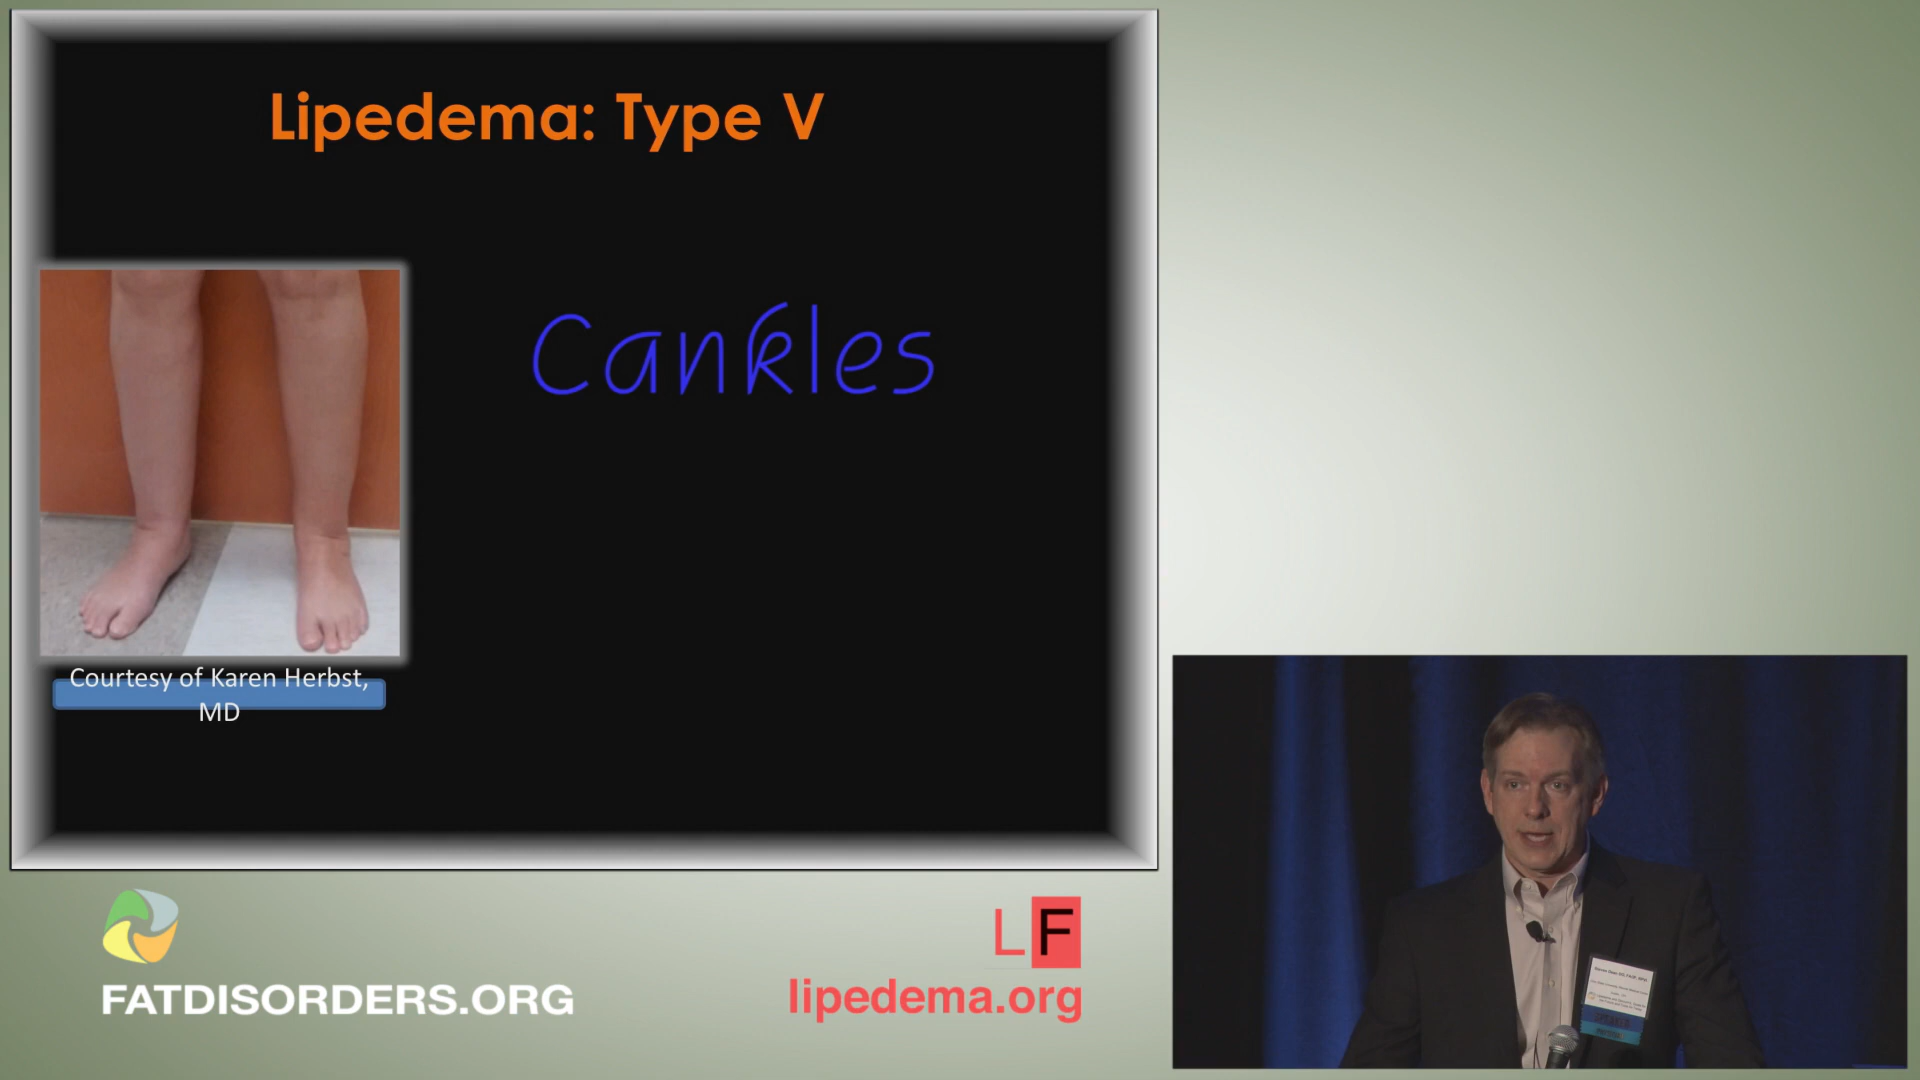 Lipedema: Type V
Cankles
Courtesy of Karen Herbst,
MD
FATDISORDERS.ORG
LF
lipedema.org